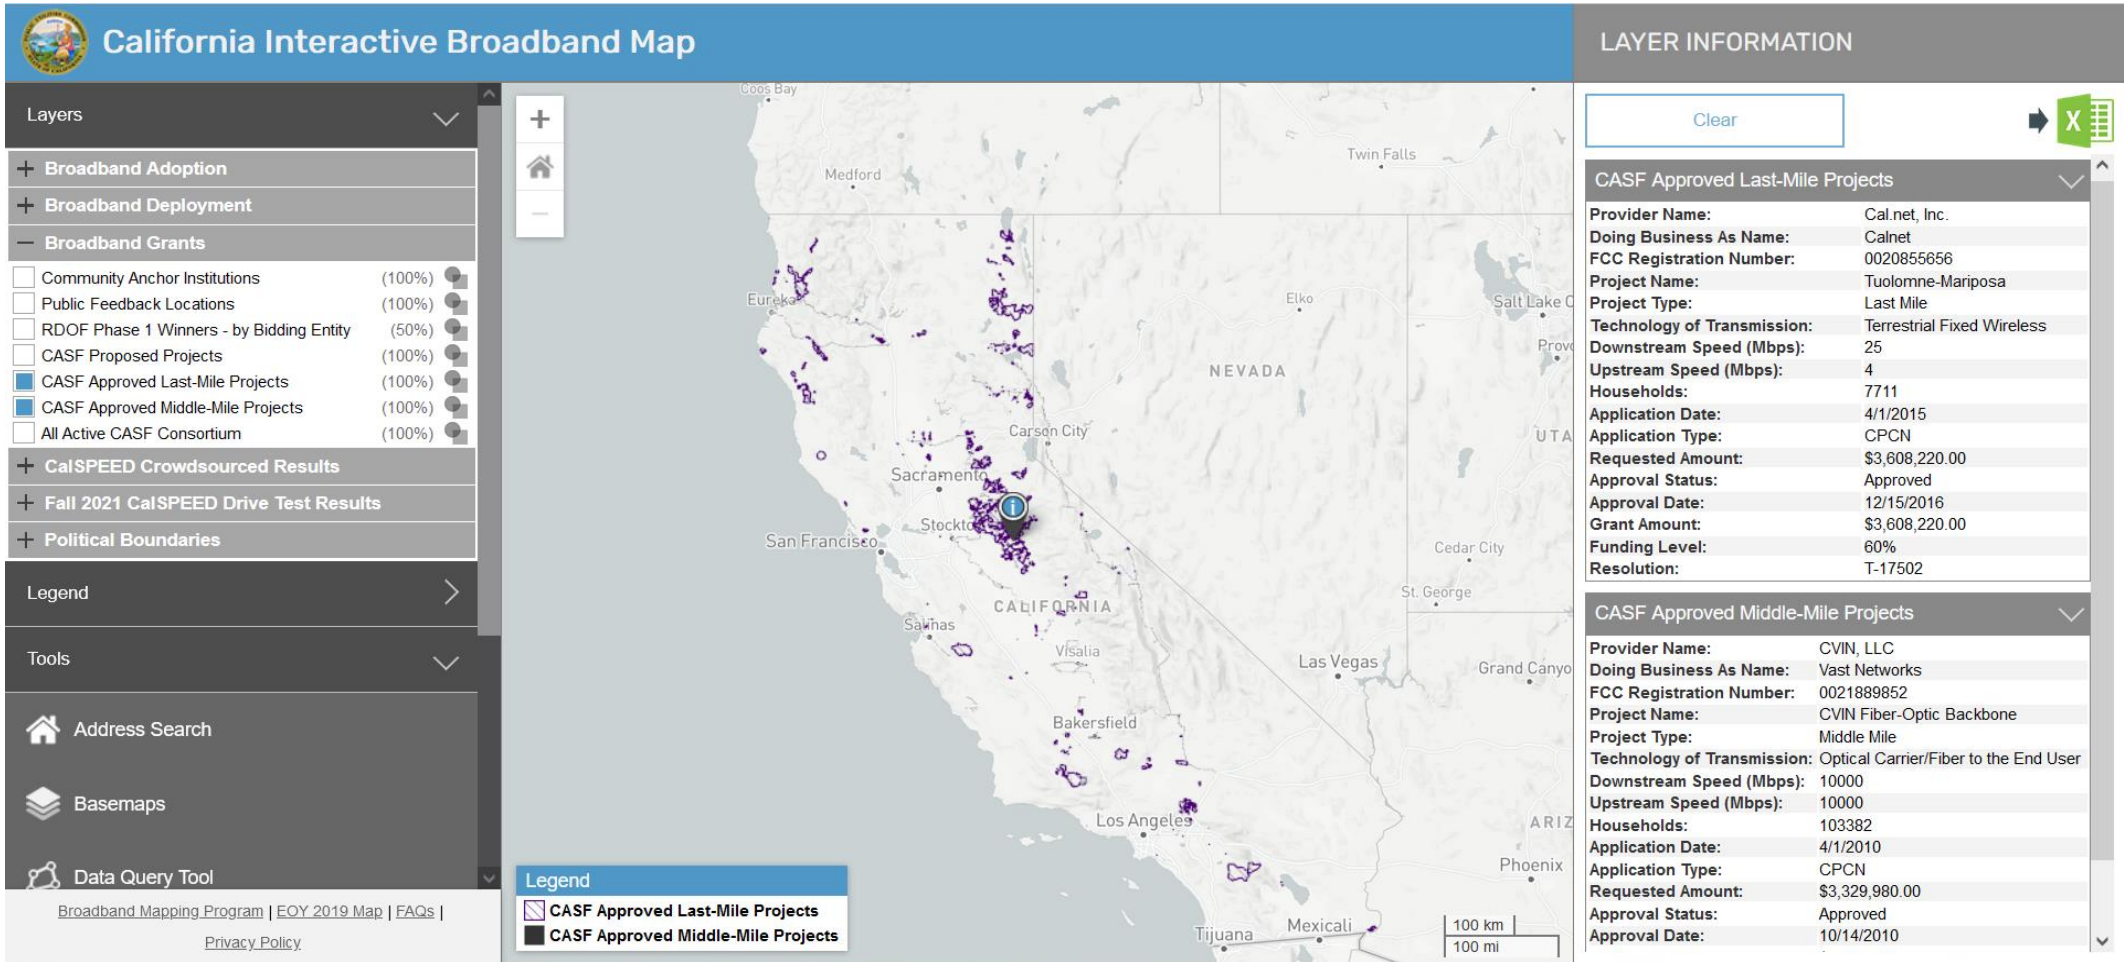 California Interactive Broadband Map
LAYER INFORMATION
Layers
+ Broadband Adoption
+ Broadband Deployment
− Broadband Grants
Community Anchor Institutions (100%)
Public Feedback Locations (100%)
RDOF Phase 1 Winners - by Bidding Entity (50%)
CASF Proposed Projects (100%)
CASF Approved Last-Mile Projects (100%)
CASF Approved Middle-Mile Projects (100%)
All Active CASF Consortium (100%)
+ CalSPEED Crowdsourced Results
+ Fall 2021 CalSPEED Drive Test Results
+ Political Boundaries
Legend
Tools
Address Search
Basemaps
Data Query Tool
Broadband Mapping Program | EOY 2019 Map | FAQs |
Privacy Policy
+
−
Coos Bay
Medford
Twin Falls
Eureka
Elko
Salt Lake C
Provo
NEVADA
Carson City
UTA
Sacramento
Stockto
San Francisco
Cedar City
St. George
CALIFORNIA
Salinas
Visalia
Las Vegas
Grand Canyo
Bakersfield
Los Angeles
ARIZ
Phoenix
Tijuana
Mexicali
100 km
100 mi
Legend
CASF Approved Last-Mile Projects
CASF Approved Middle-Mile Projects
Clear
X
CASF Approved Last-Mile Projects
Provider Name: Cal.net, Inc.
Doing Business As Name: Calnet
FCC Registration Number: 0020855656
Project Name: Tuolomne-Mariposa
Project Type: Last Mile
Technology of Transmission: Terrestrial Fixed Wireless
Downstream Speed (Mbps): 25
Upstream Speed (Mbps): 4
Households: 7711
Application Date: 4/1/2015
Application Type: CPCN
Requested Amount: $3,608,220.00
Approval Status: Approved
Approval Date: 12/15/2016
Grant Amount: $3,608,220.00
Funding Level: 60%
Resolution: T-17502
CASF Approved Middle-Mile Projects
Provider Name: CVIN, LLC
Doing Business As Name: Vast Networks
FCC Registration Number: 0021889852
Project Name: CVIN Fiber-Optic Backbone
Project Type: Middle Mile
Technology of Transmission: Optical Carrier/Fiber to the End User
Downstream Speed (Mbps): 10000
Upstream Speed (Mbps): 10000
Households: 103382
Application Date: 4/1/2010
Application Type: CPCN
Requested Amount: $3,329,980.00
Approval Status: Approved
Approval Date: 10/14/2010